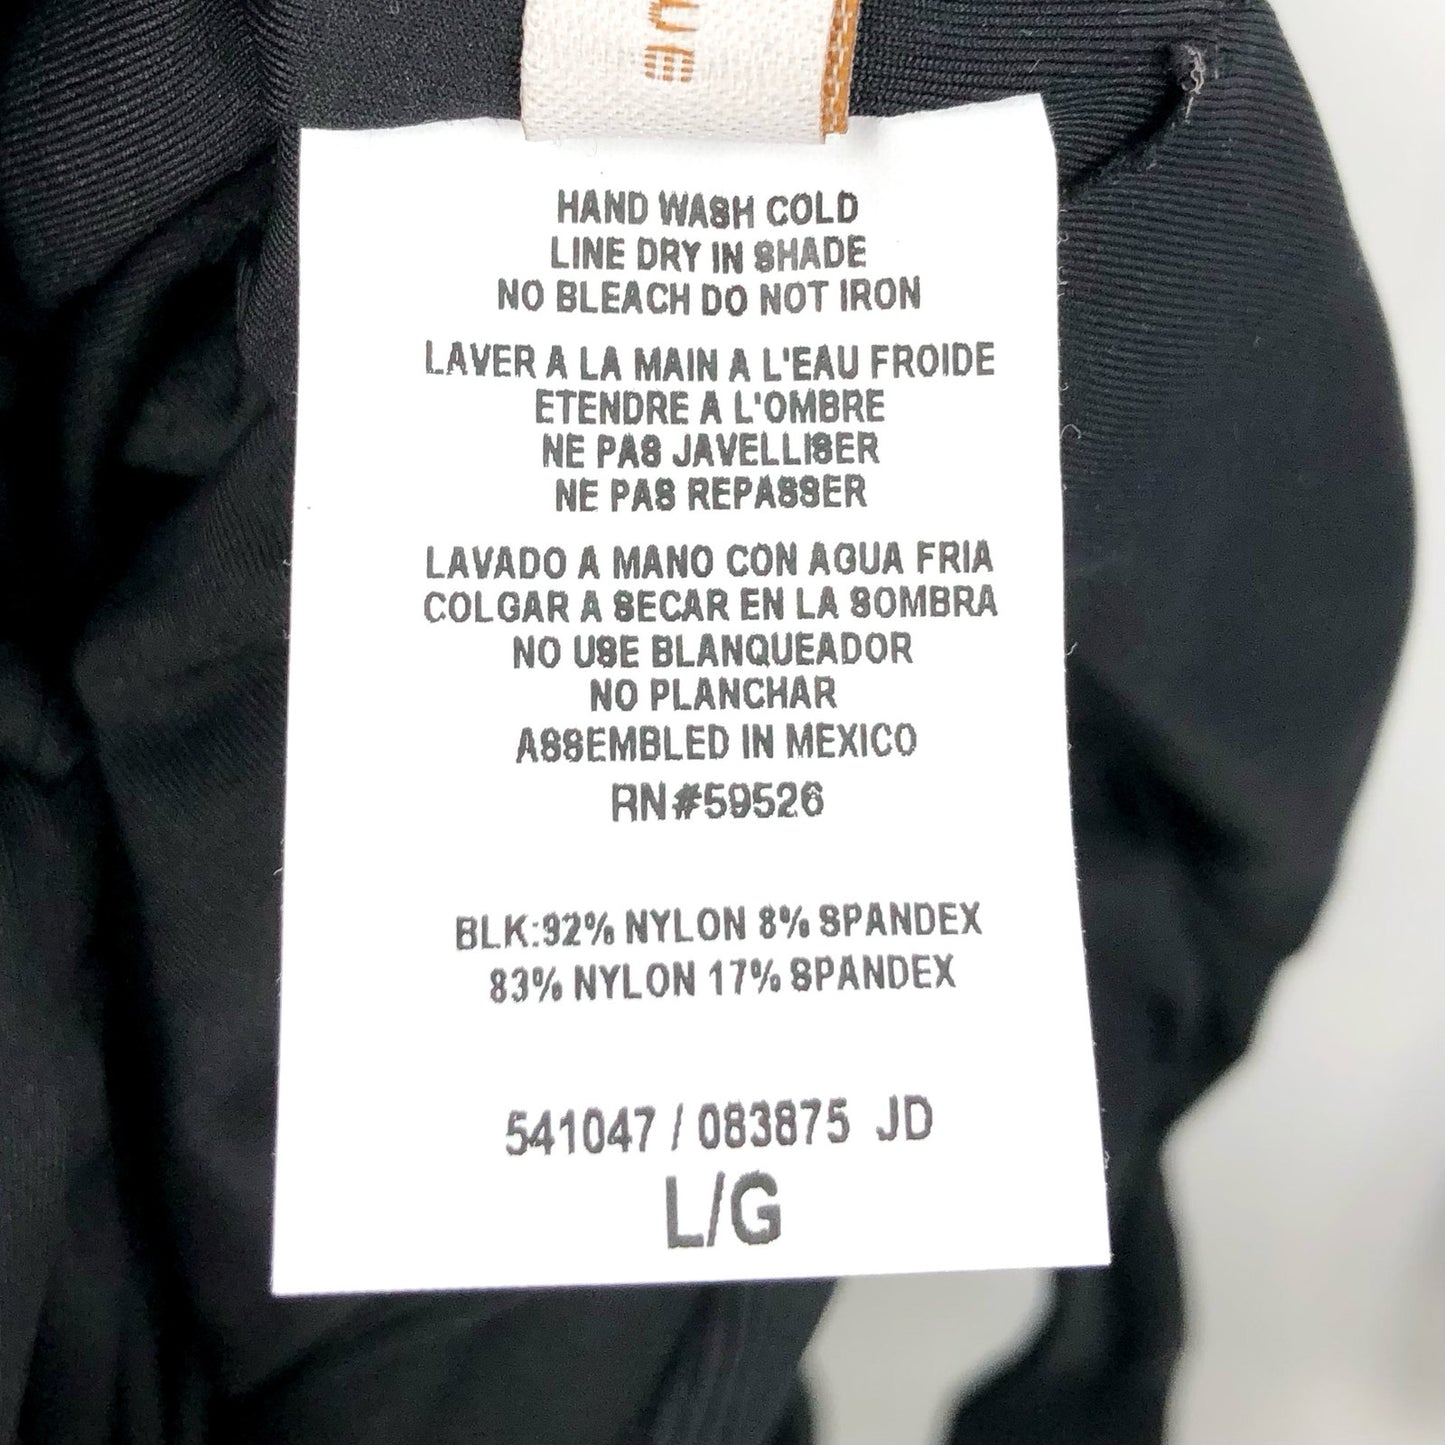 HAND WASH COLD
LINE DRY IN SHADE
NO BLEACH DO NOT IRON
LAVER A LA MAIN A L'EAU FROIDE
ETENDRE A L'OMBRE
NE PAS JAVELLISER
NE PAS REPASSER
LAVADO A MANO CON AGUA FRIA
COLGAR A SECAR EN LA SOMBRA
NO USE BLANQUEADOR
NO PLANCHAR
ASSEMBLED IN MEXICO
RN#59526
BLK:92% NYLON 8% SPANDEX
83% NYLON 17% SPANDEX
541047 / 083875 JD
L/G